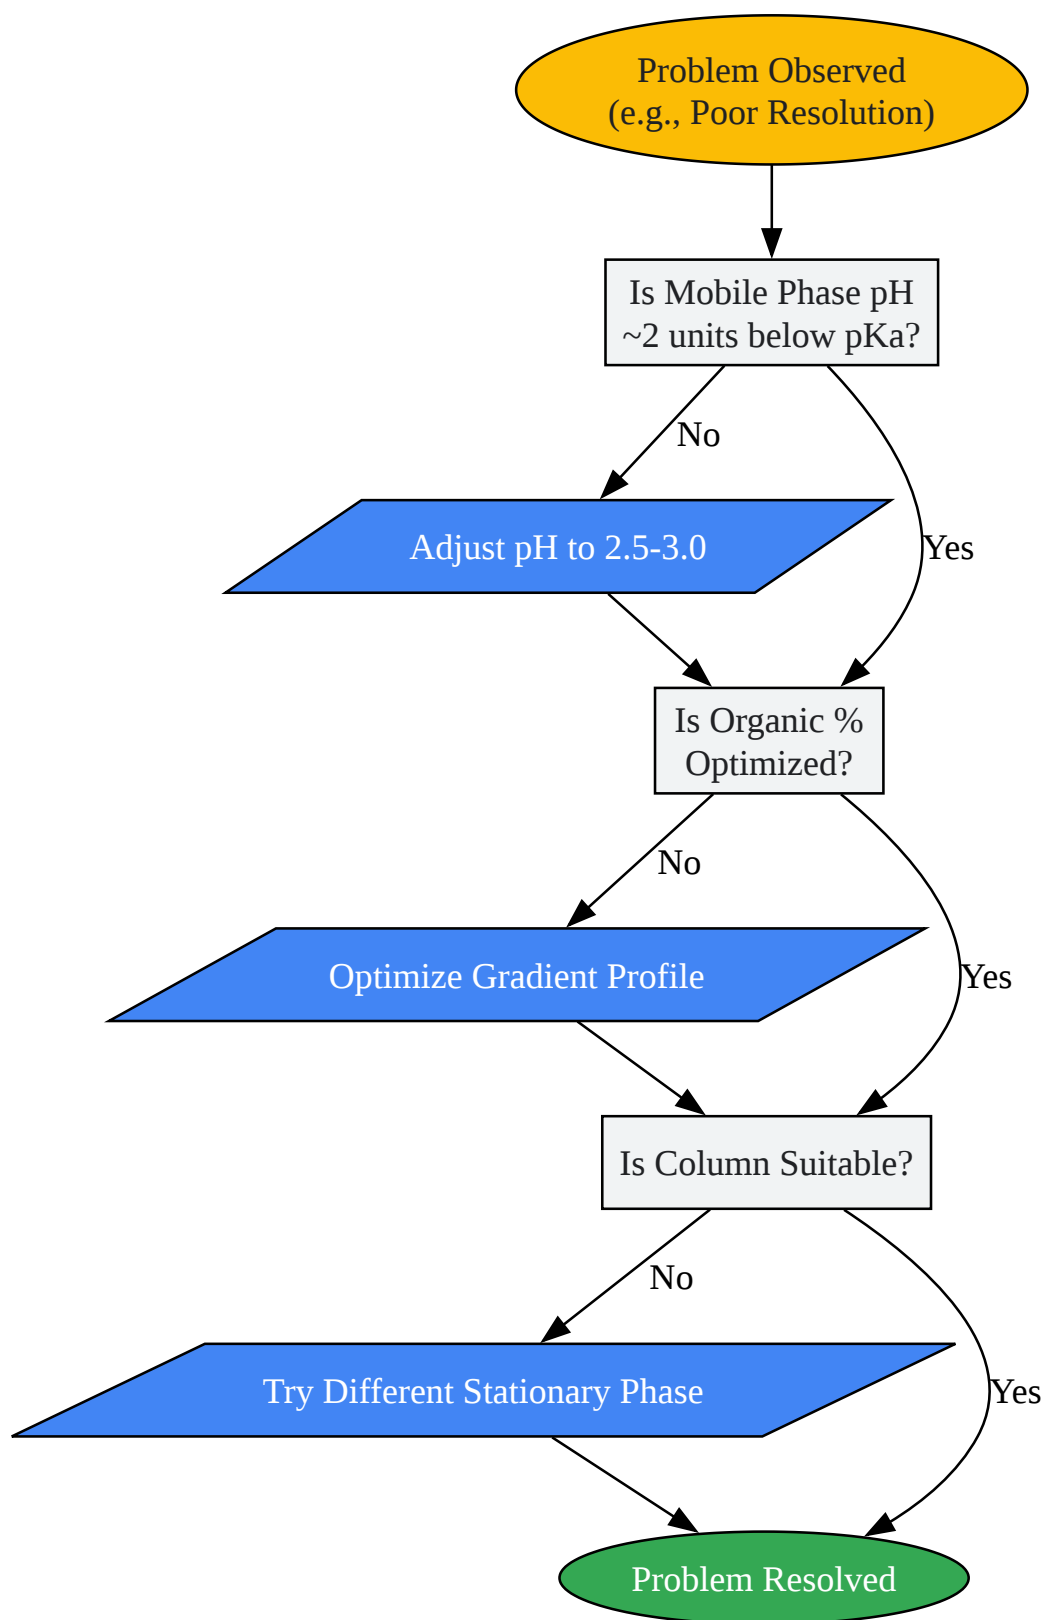 Problem Observed
(e.g., Poor Resolution)
Is Mobile Phase pH
~2 units below pKa?
No
Adjust pH to 2.5-3.0
Yes
Is Organic %
Optimized?
No
Optimize Gradient Profile
Yes
Is Column Suitable?
No
Try Different Stationary Phase
Yes
Problem Resolved